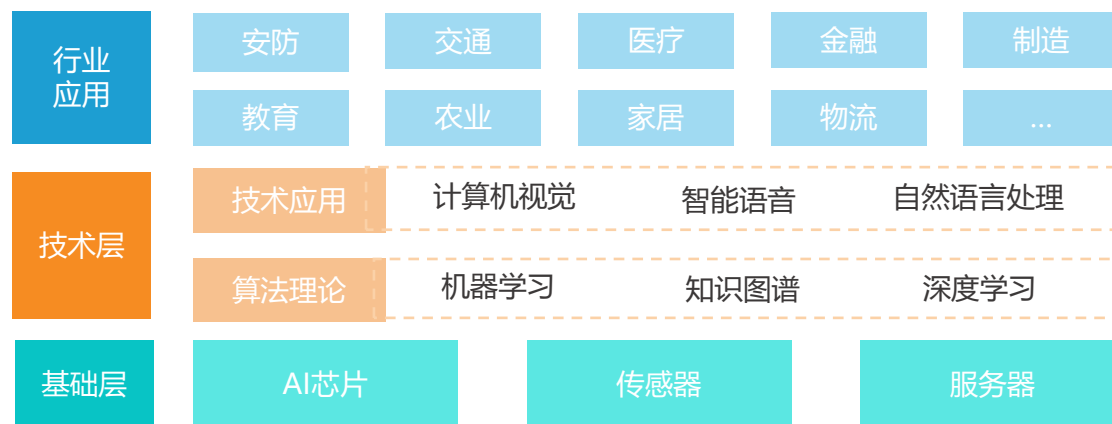 行业
应用
安防 交通 医疗 金融 制造
教育 农业 家居 物流 ...
技术层
技术应用 计算机视觉 智能语音 自然语言处理
算法理论 机器学习 知识图谱 深度学习
基础层 AI芯片 传感器 服务器